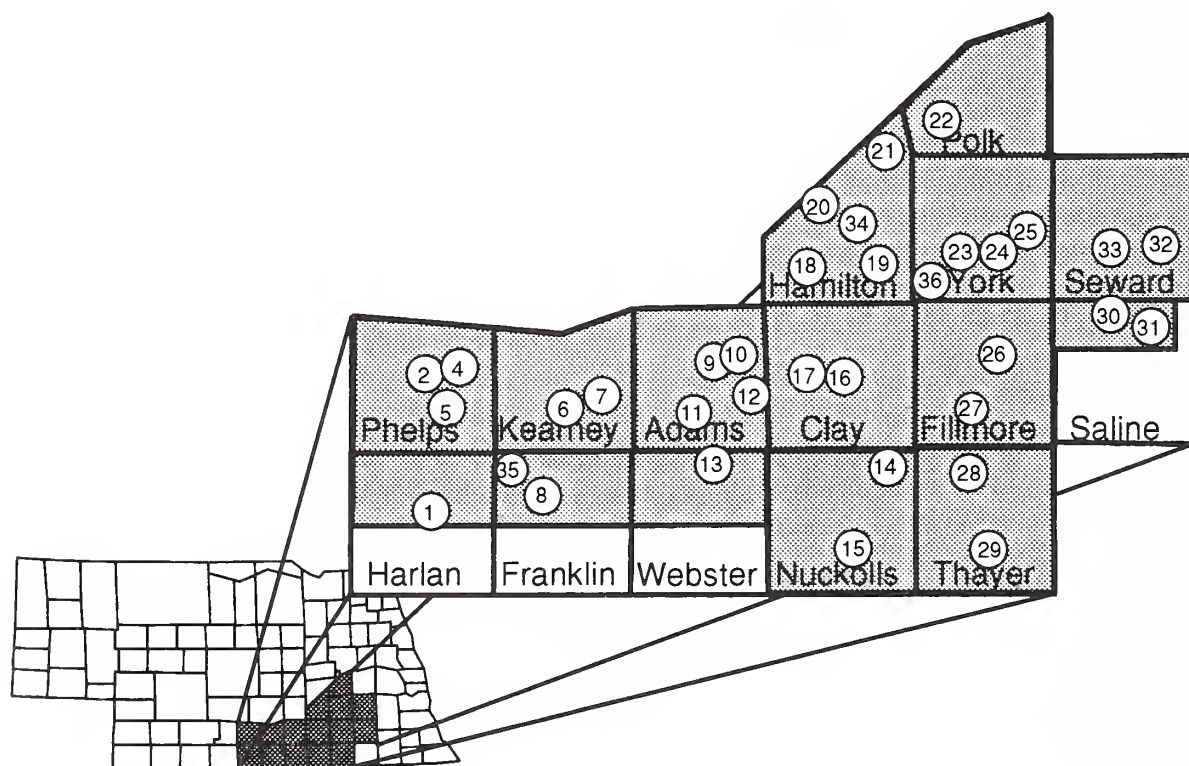 22
Polk
21
20
34
25
18
19
23
24
33
32
36
Hamilton
York
Seward
30
31
9
10
26
2
4
17
16
7
12
5
6
11
27
Phelps
Kearney
Adams
Clay
Fillmore
Saline
35
13
14
28
8
1
15
29
Harlan
Franklin
Webster
Nuckolls
Thayer